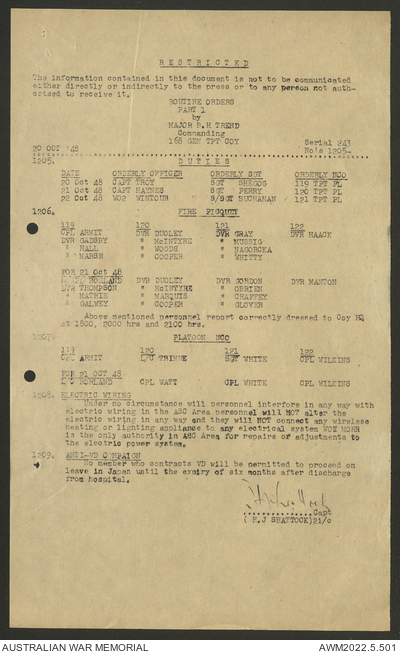 RESTRICTED
The information contained in this document is not to be communicated
either directly or indirectly to the press or to any person not auth-
orised to receive it.
ROUTINE ORDERS
PART 1
by
MAJOR R.H TREND
Commanding
168 GEN TPT COY
Serial 243
20 OCT '48 No's 1205-
1205. DUTIES
DATE ORDERLY OFFICER ORDERLY SGT ORDERLY NCO
20 Oct 48 CAPT TROY SGT SHEGOG 119 TPT PL
21 Oct 48 CAPT HAYNES SGT PERRY 120 TPT PL
22 Oct 48 WO2 WINTOUR S/SGT BUCHANAN 121 TPT PL
1206. FIRE PICQUET
119 120 121 122
CPL ARMIT DVR DUDLEY DVR GRAY DVR HAACK
DVR GADSBY " McINTYRE " MUSSIG
" HALL " WOODS " NAGORCKA
" MARSH " COOPER " WHITTY
FOR 21 Oct 48
BORLAND DVR DUDLEY DVR GORDON DVR MANTON
DVR THOMPSON " McINTYRE " OBRIEN
" MATHIE " MARQUIS " CHAFFEY
" GALWEY " COOPER " GLOVER
Above mentioned personnel report correctly dressed to Coy HQ
at 1800, 2000 hrs and 2100 hrs.
1207. PLATOON NCO
119 120 121 122
CPL ARMIT L/C TRINNE SGT WHITE CPL WILKINS
FOR 21 OCT 48
L/C BORLAND CPL WATT CPL WHITE CPL WILKINS
1208. ELECTRIC WIRING
Under no circumstance will personnel interfere in any way with
electric wiring in the ASC Area personnel will NOT alter the
electric wiring in any way and they will NOT connect any wireless
heating or lighting appliance to any electrical system WO1 MOHR
is the only authority in ASC Area for repairs or adjustments to
the electric power system.
1209. ANTI-VD COMPAIGN
No member who contracts VD will be permitted to proceed on
leave in Japan until the expiry of six months after discharge
from hospital.
Capt
( H.J SHATTOCK)2i/c
AUSTRALIAN WAR MEMORIAL AWM2022.5.501